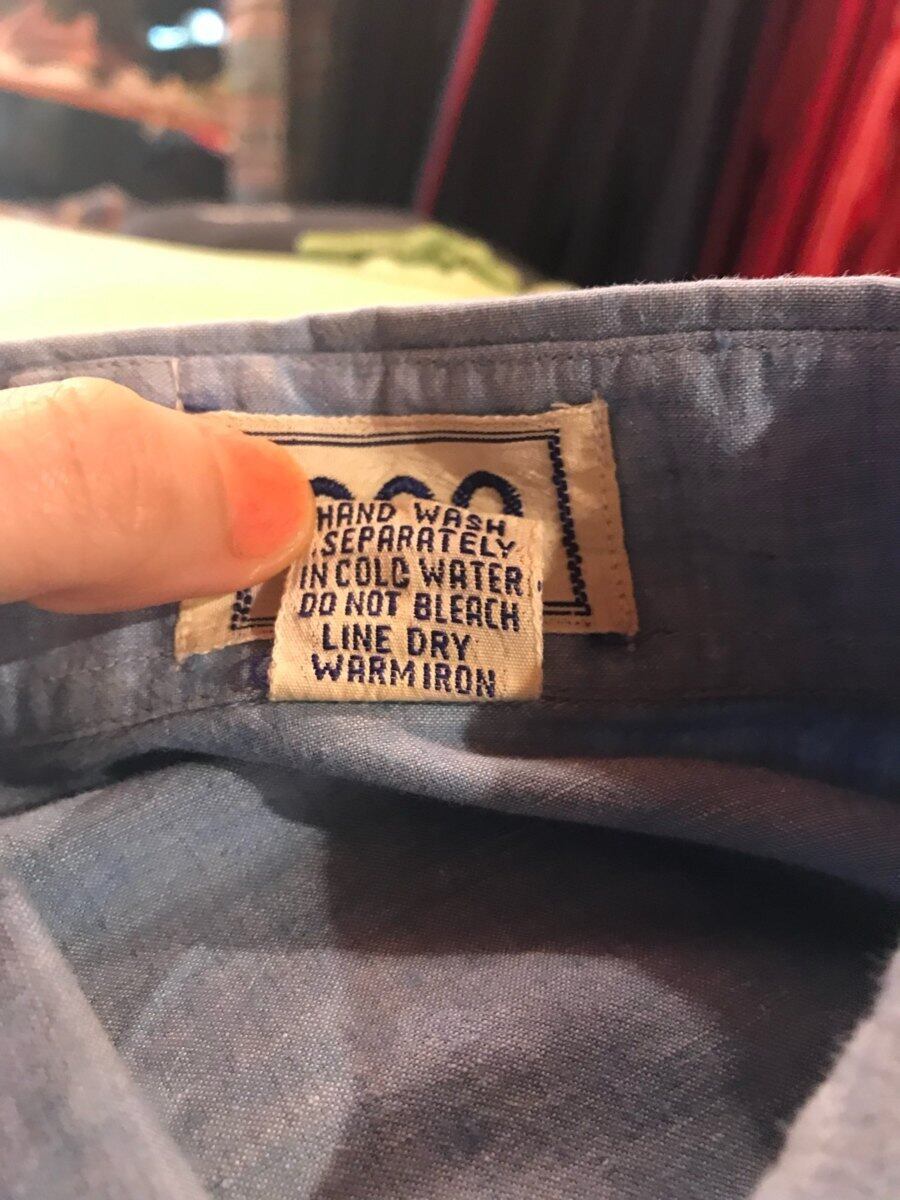 HAND WASH
SEPARATELY
IN COLD WATER
DO NOT BLEACH
LINE DRY
WARM IRON